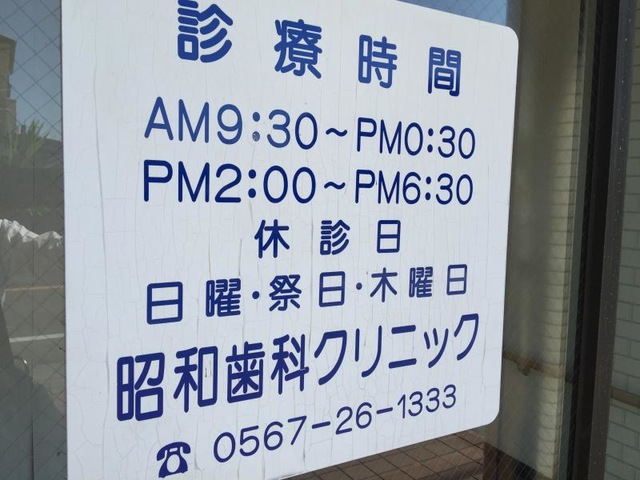 診療時間
AM9:30～PM0:30
PM2:00～PM6:30
休診日
日曜・祭日・木曜日
昭和歯科クリニック
☎ 0567-26-1333